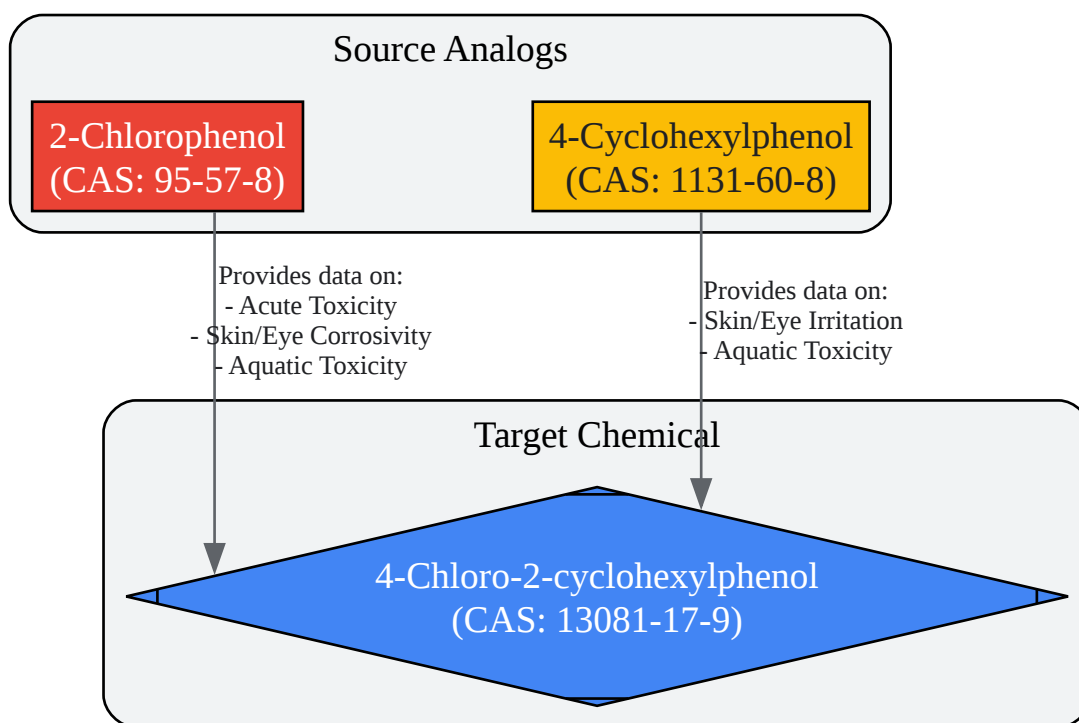 Source Analogs
2-Chlorophenol
(CAS: 95-57-8)
4-Cyclohexylphenol
(CAS: 1131-60-8)
Provides data on:
- Acute Toxicity
- Skin/Eye Corrosivity
- Aquatic Toxicity
Provides data on:
- Skin/Eye Irritation
- Aquatic Toxicity
Target Chemical
4-Chloro-2-cyclohexylphenol
(CAS: 13081-17-9)